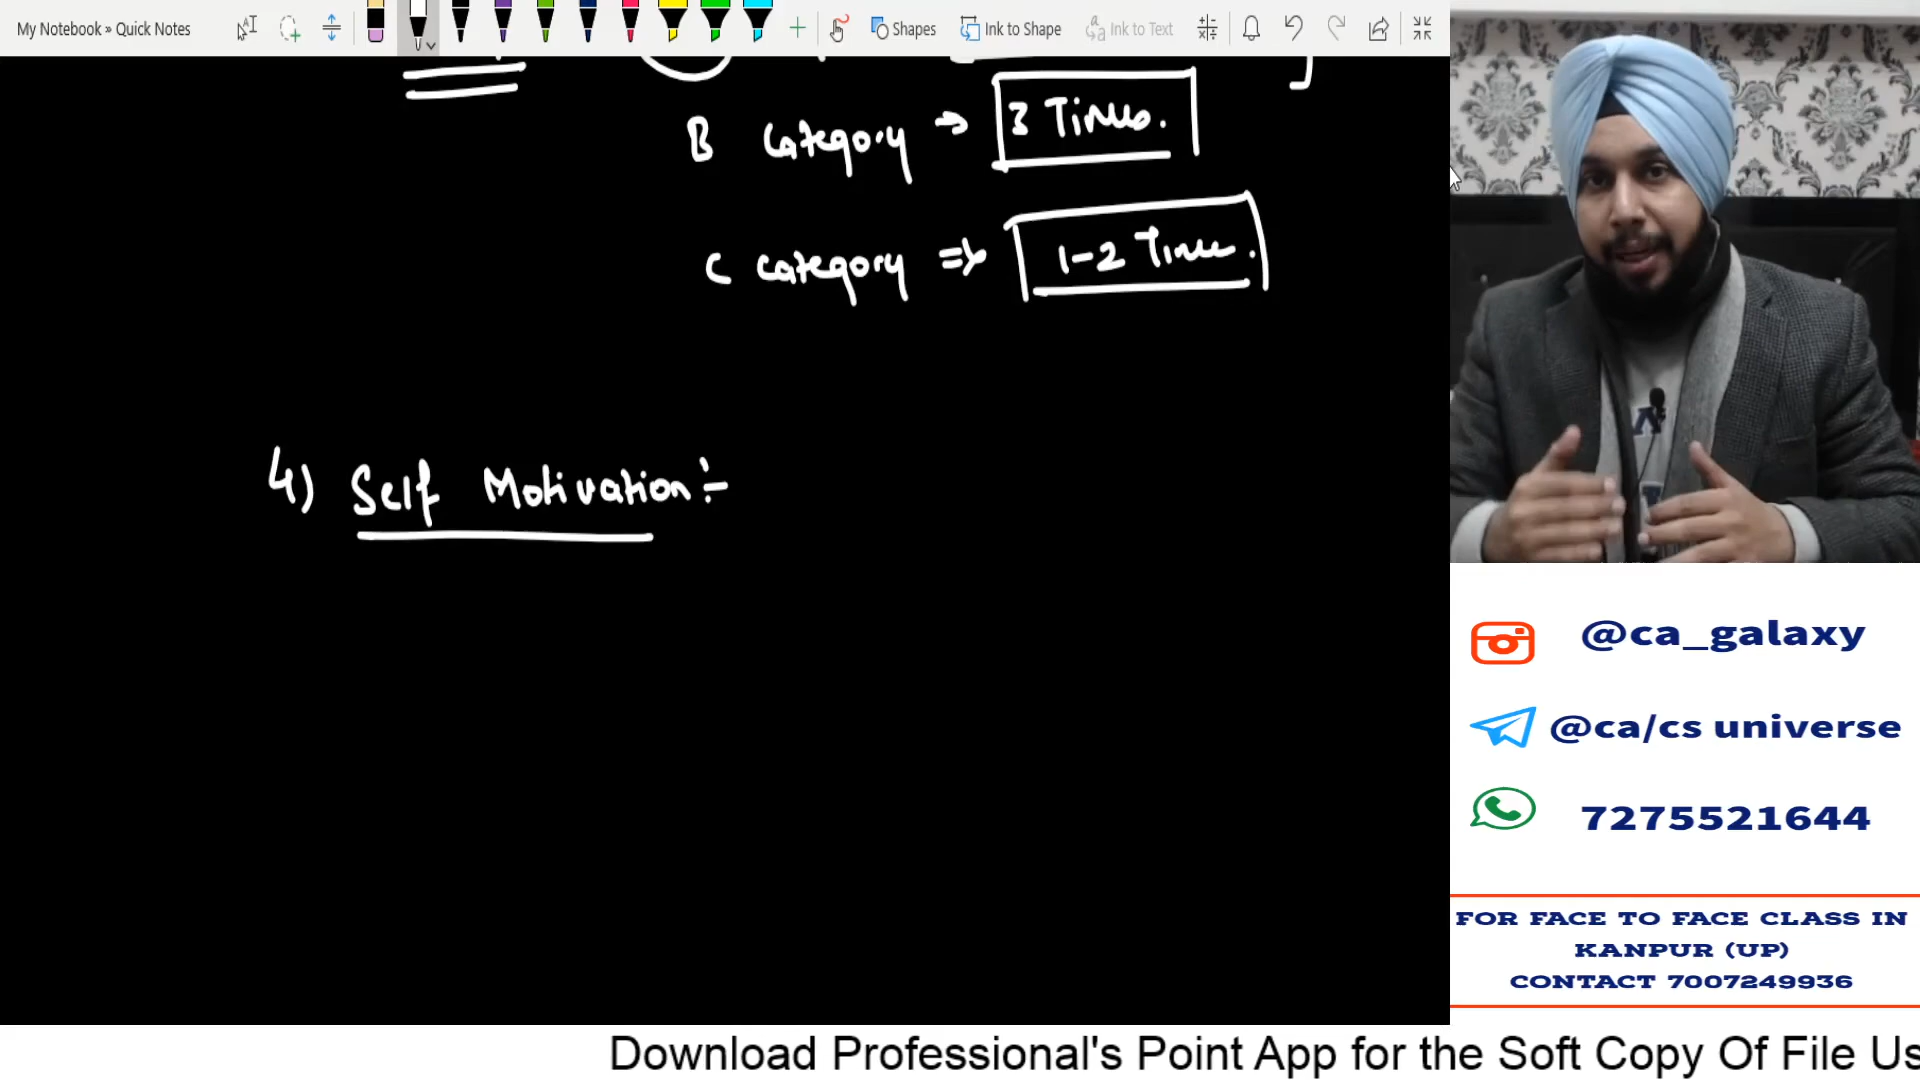 My Notebook » Quick Notes
Shapes
Ink to Shape
Ink to Text
B Category → 3 Times.
C Category ⇒ 1-2 Times.
4) Self Motivation :-
@ca_galaxy
@ca/cs universe
7275521644
FOR FACE TO FACE CLASS IN
KANPUR (UP)
CONTACT 7007249936
Download Professional's Point App for the Soft Copy Of File Us